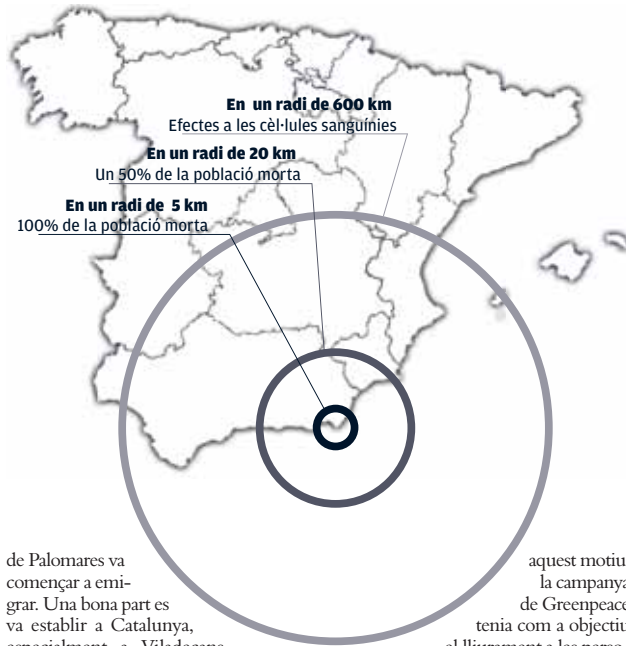 En un radi de 600 km
Efectes a les cèl·lules sanguínies
En un radi de 20 km
Un 50% de la població morta
En un radi de 5 km
100% de la població morta
de Palomares va
començar a emi-
grar. Una bona part es
va establir a Catalunya,
especialment a Viladecans
aquest motiu
la campanya
de Greenpeace
tenia com a objectiu